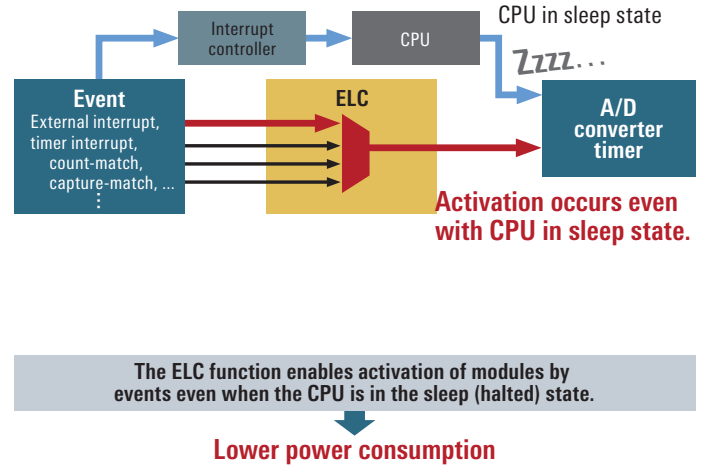 CPU in sleep state
Interrupt
controller
CPU
Zzzz...
Event
External interrupt,
timer interrupt,
count-match,
capture-match, ...
⋮
ELC
A/D
converter
timer
Activation occurs even
with CPU in sleep state.
The ELC function enables activation of modules by
events even when the CPU is in the sleep (halted) state.
Lower power consumption